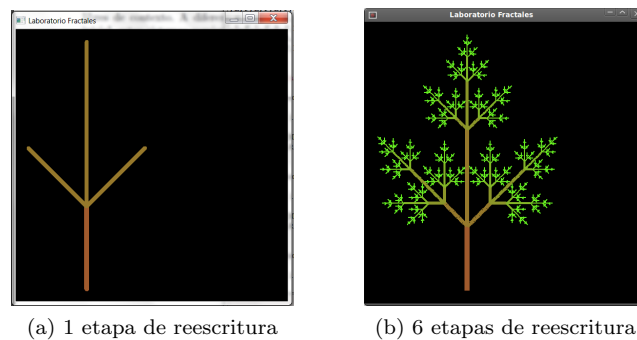 Laboratorio Fractales
Laboratorio Fractales
(a) 1 etapa de reescritura
(b) 6 etapas de reescritura